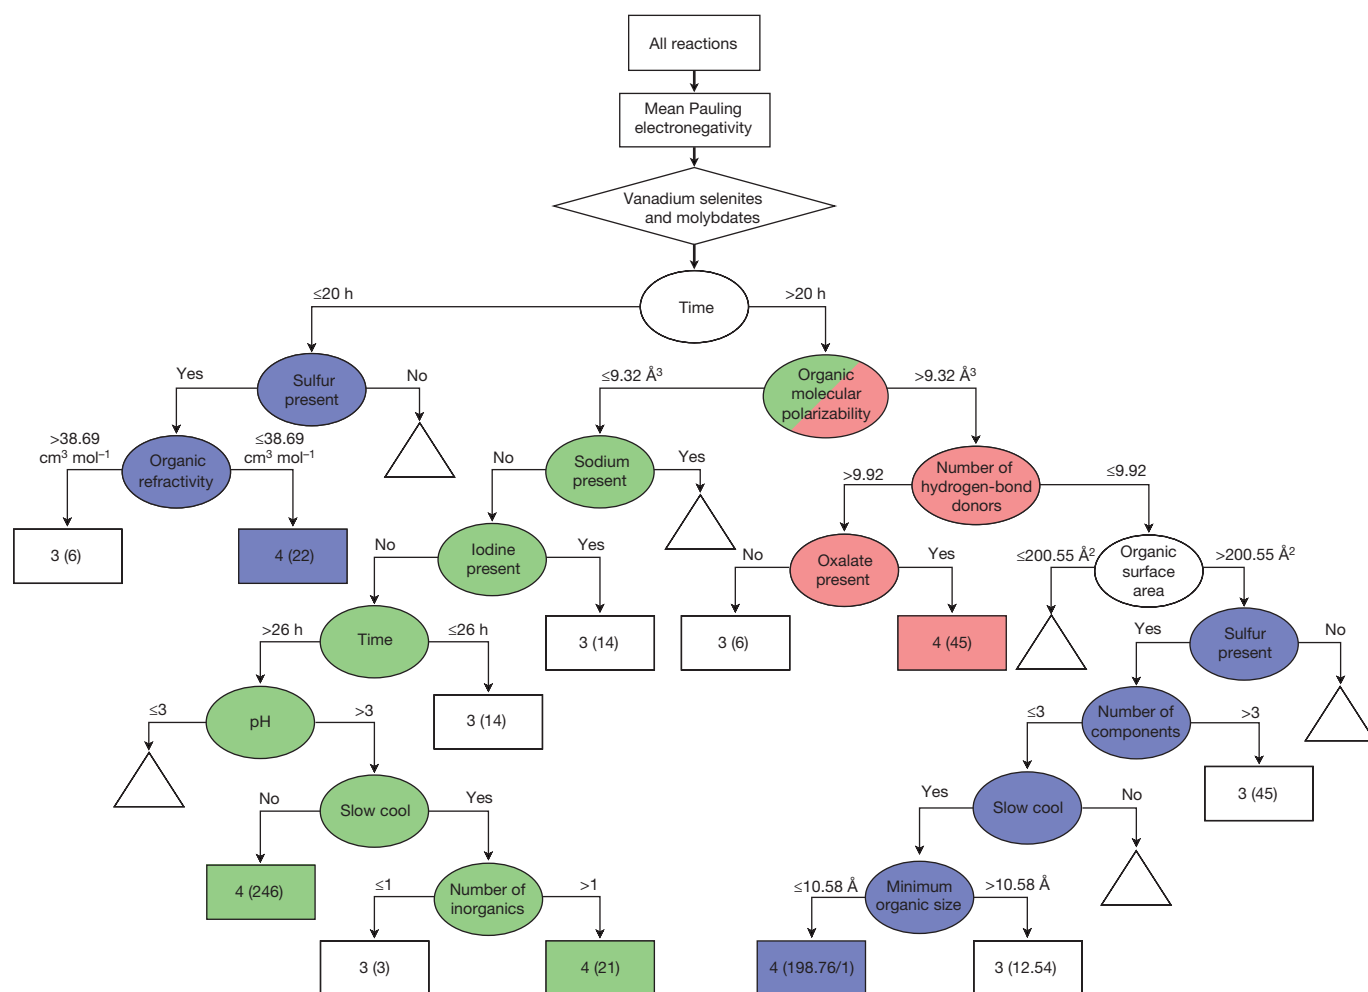 All reactions
Mean Pauling
electronegativity
Vanadium selenites
and molybdates
Time
≤20 h
>20 h
Sulfur
present
Yes
No
Organic
molecular
polarizability
≤9.32 Å³
>9.32 Å³
Organic
refractivity
>38.69
cm³ mol⁻¹
≤38.69
cm³ mol⁻¹
Sodium
present
No
Yes
Number of
hydrogen-bond
donors
>9.92
≤9.92
3 (6)
4 (22)
Iodine
present
No
Yes
Oxalate
present
No
Yes
Organic
surface
area
≤200.55 Å²
>200.55 Å²
Time
>26 h
≤26 h
3 (14)
3 (6)
4 (45)
Sulfur
present
Yes
No
pH
≤3
>3
3 (14)
Number of
components
≤3
>3
Slow cool
No
Yes
Slow cool
Yes
No
3 (45)
4 (246)
Number of
inorganics
≤1
>1
Minimum
organic size
≤10.58 Å
>10.58 Å
3 (3)
4 (21)
4 (198.76/1)
3 (12.54)